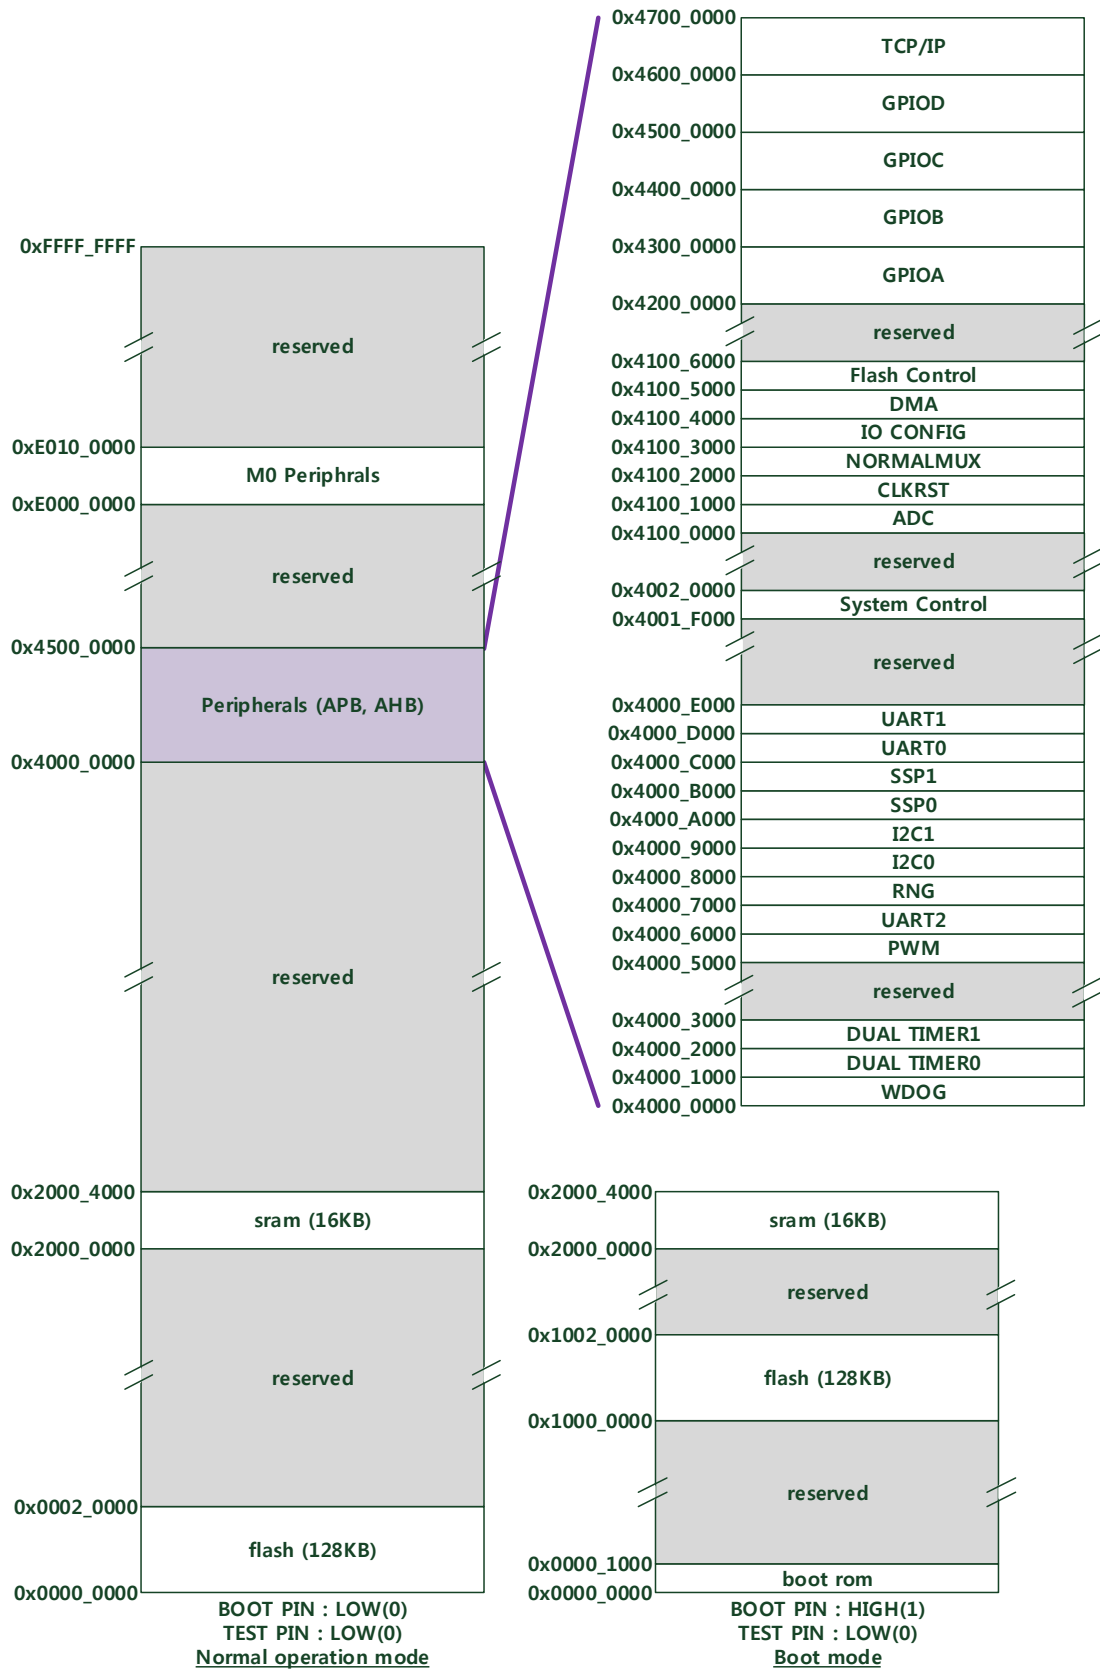 0xFFFF_FFFF
reserved
0xE010_0000
M0 Periphrals
0xE000_0000
reserved
0x4500_0000
Peripherals (APB, AHB)
0x4000_0000
reserved
0x2000_4000
sram (16KB)
0x2000_0000
reserved
0x0002_0000
flash (128KB)
0x0000_0000
BOOT PIN : LOW(0)
TEST PIN : LOW(0)
Normal operation mode
0x4700_0000
TCP/IP
0x4600_0000
GPIOD
0x4500_0000
GPIOC
0x4400_0000
GPIOB
0x4300_0000
GPIOA
0x4200_0000
reserved
0x4100_6000
Flash Control
0x4100_5000
DMA
0x4100_4000
IO CONFIG
0x4100_3000
NORMALMUX
0x4100_2000
CLKRST
0x4100_1000
ADC
0x4100_0000
reserved
0x4002_0000
System Control
0x4001_F000
reserved
0x4000_E000
UART1
0x4000_D000
UART0
0x4000_C000
SSP1
0x4000_B000
SSP0
0x4000_A000
I2C1
0x4000_9000
I2C0
0x4000_8000
RNG
0x4000_7000
UART2
0x4000_6000
PWM
0x4000_5000
reserved
0x4000_3000
DUAL TIMER1
0x4000_2000
DUAL TIMER0
0x4000_1000
WDOG
0x4000_0000
0x2000_4000
sram (16KB)
0x2000_0000
reserved
0x1002_0000
flash (128KB)
0x1000_0000
reserved
0x0000_1000
boot rom
0x0000_0000
BOOT PIN : HIGH(1)
TEST PIN : LOW(0)
Boot mode